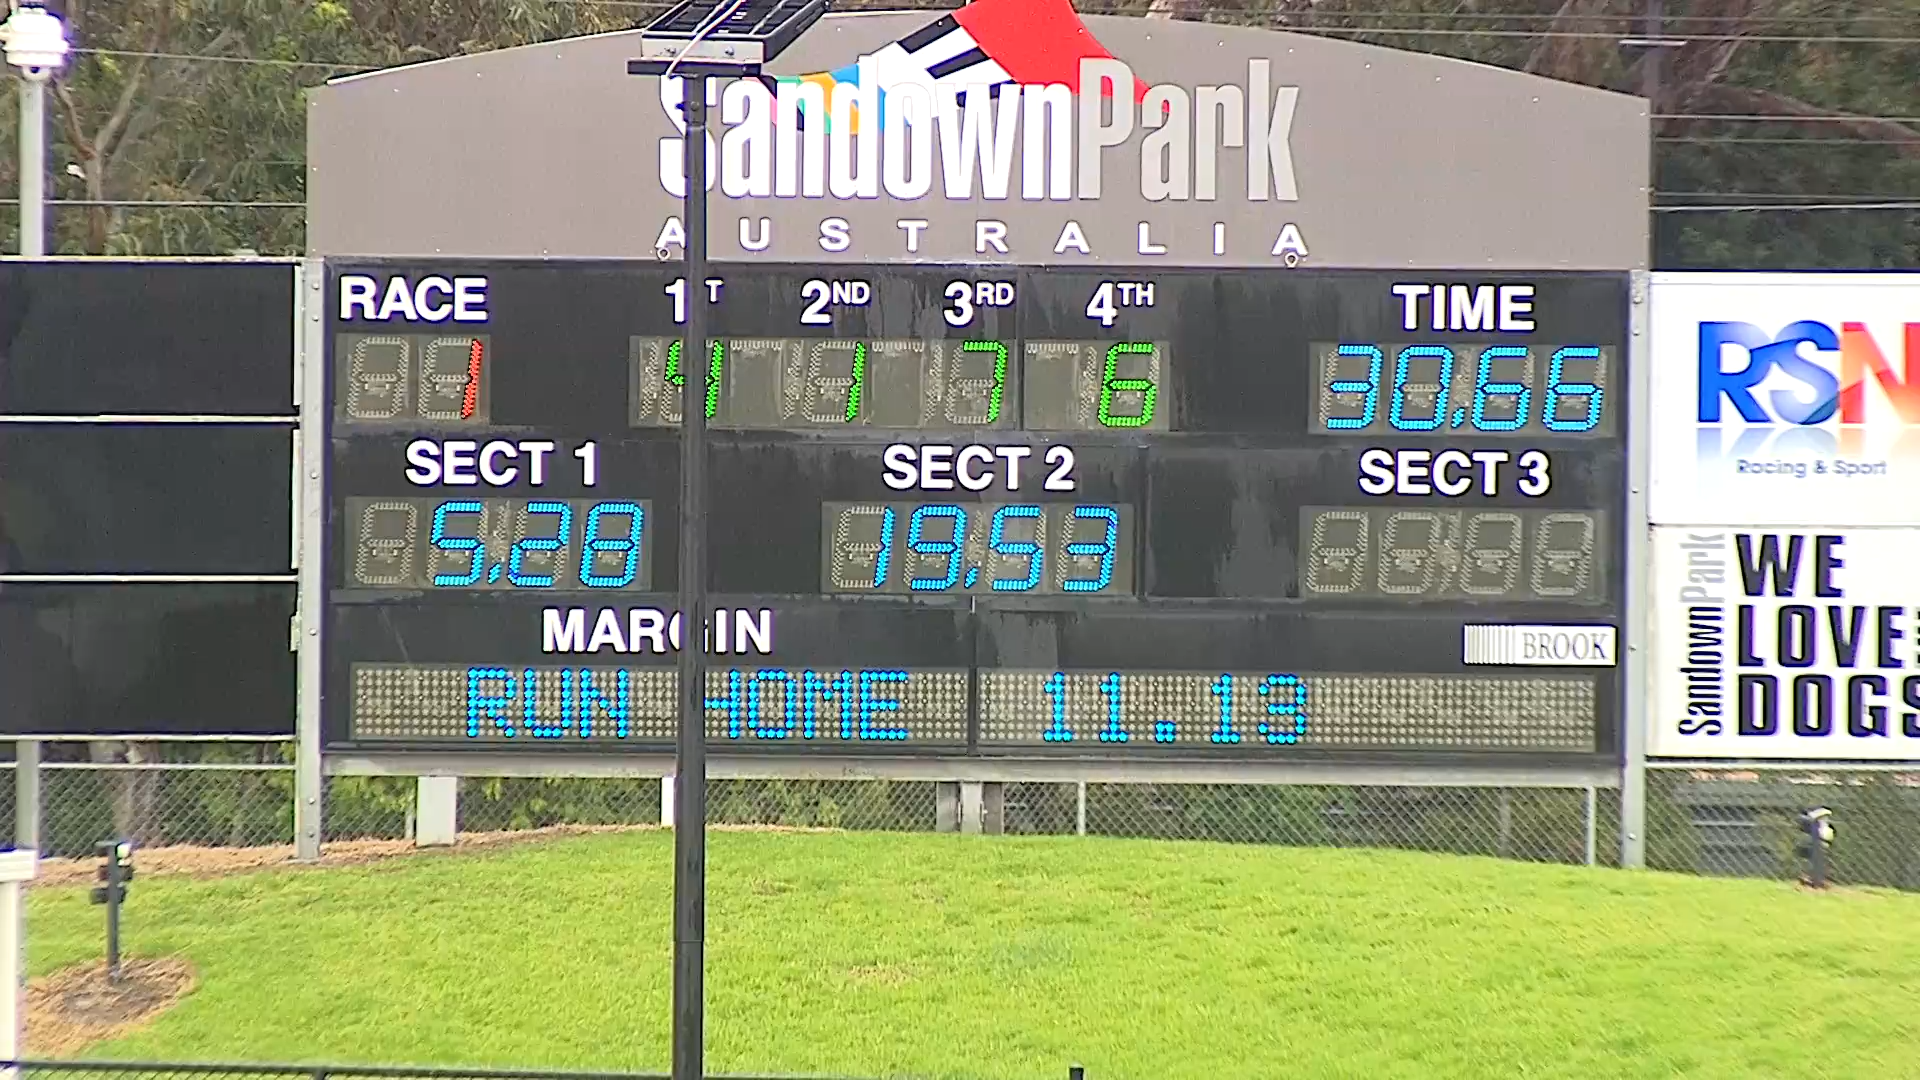 SandownPark
AUSTRALIA
RACE 1ST 2ND 3RD 4TH TIME
1 4 1 7 6 30.66
SECT 1 SECT 2 SECT 3
5.28 19.53
MARGIN
BROOK
RUN HOME 11.13
RSN
Racing & Sport
SandownPark
WE
LOVE
DOGS